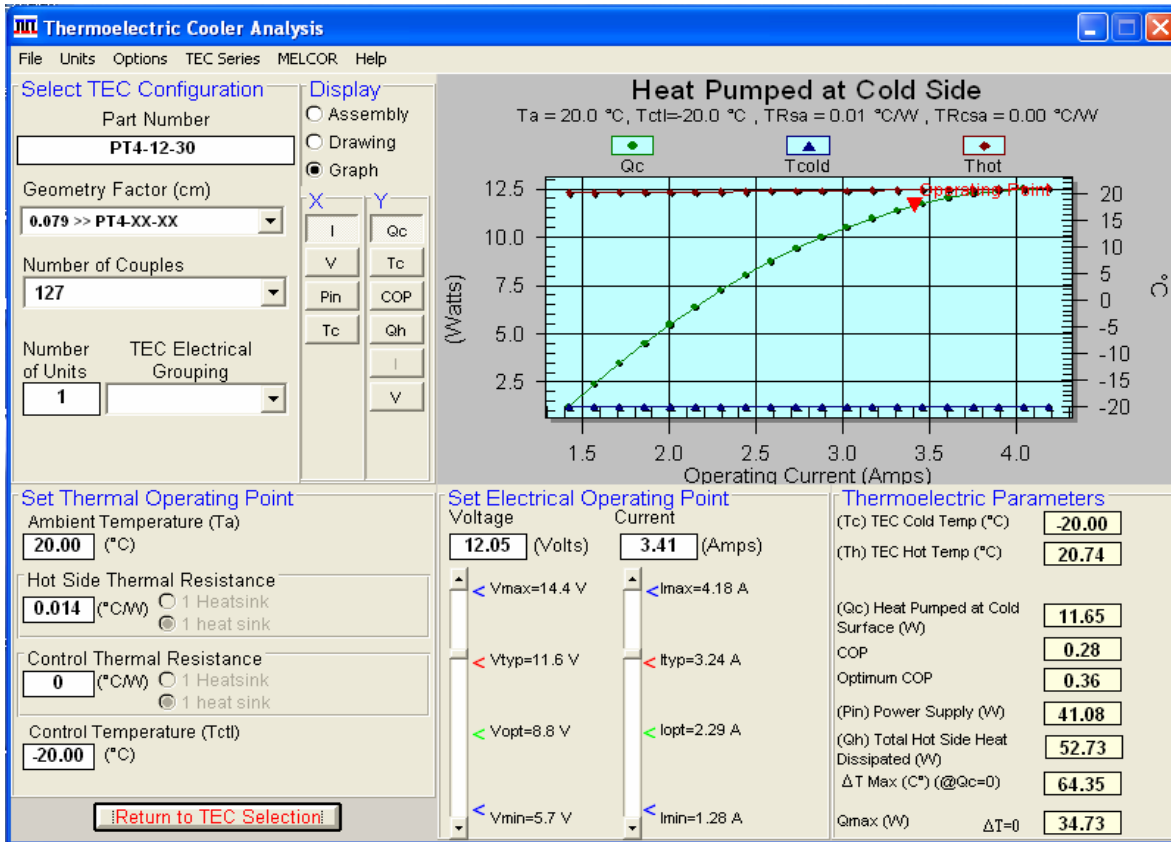 Thermoelectric Cooler Analysis
File Units Options TEC Series MELCOR Help
Select TEC Configuration
Part Number
PT4-12-30
Geometry Factor (cm)
0.079 >> PT4-XX-XX
Number of Couples
127
Number of Units
1
TEC Electrical Grouping
Display
Assembly
Drawing
Graph
X
I
V
Pin
Tc
Y
Qc
Tc
COP
Qh
I
V
Heat Pumped at Cold Side
Ta = 20.0 °C, Tctl=-20.0 °C , TRsa = 0.01 °C/W , TRcsa = 0.00 °C/W
Qc Tcold Thot
Operating Point
12.5
10.0
7.5
5.0
2.5
(Watts)
20
15
10
5
0
-5
-10
-15
-20
°C
1.5 2.0 2.5 3.0 3.5 4.0
Operating Current (Amps)
Set Thermal Operating Point
Ambient Temperature (Ta)
20.00 (°C)
Hot Side Thermal Resistance
0.014 (°C/W) 1 Heatsink
1 heat sink
Control Thermal Resistance
0 (°C/W) 1 Heatsink
1 heat sink
Control Temperature (Tctl)
-20.00 (°C)
Return to TEC Selection
Set Electrical Operating Point
Voltage
12.05 (Volts)
< Vmax=14.4 V
< Vtyp=11.6 V
< Vopt=8.8 V
< Vmin=5.7 V
Current
3.41 (Amps)
< Imax=4.18 A
< Ityp=3.24 A
< Iopt=2.29 A
< Imin=1.28 A
Thermoelectric Parameters
(Tc) TEC Cold Temp (°C) -20.00
(Th) TEC Hot Temp (°C) 20.74
(Qc) Heat Pumped at Cold
Surface (W) 11.65
COP 0.28
Optimum COP 0.36
(Pin) Power Supply (W) 41.08
(Qh) Total Hot Side Heat
Dissipated (W) 52.73
ΔT Max (C°) (@Qc=0) 64.35
Qmax (W) ΔT=0 34.73